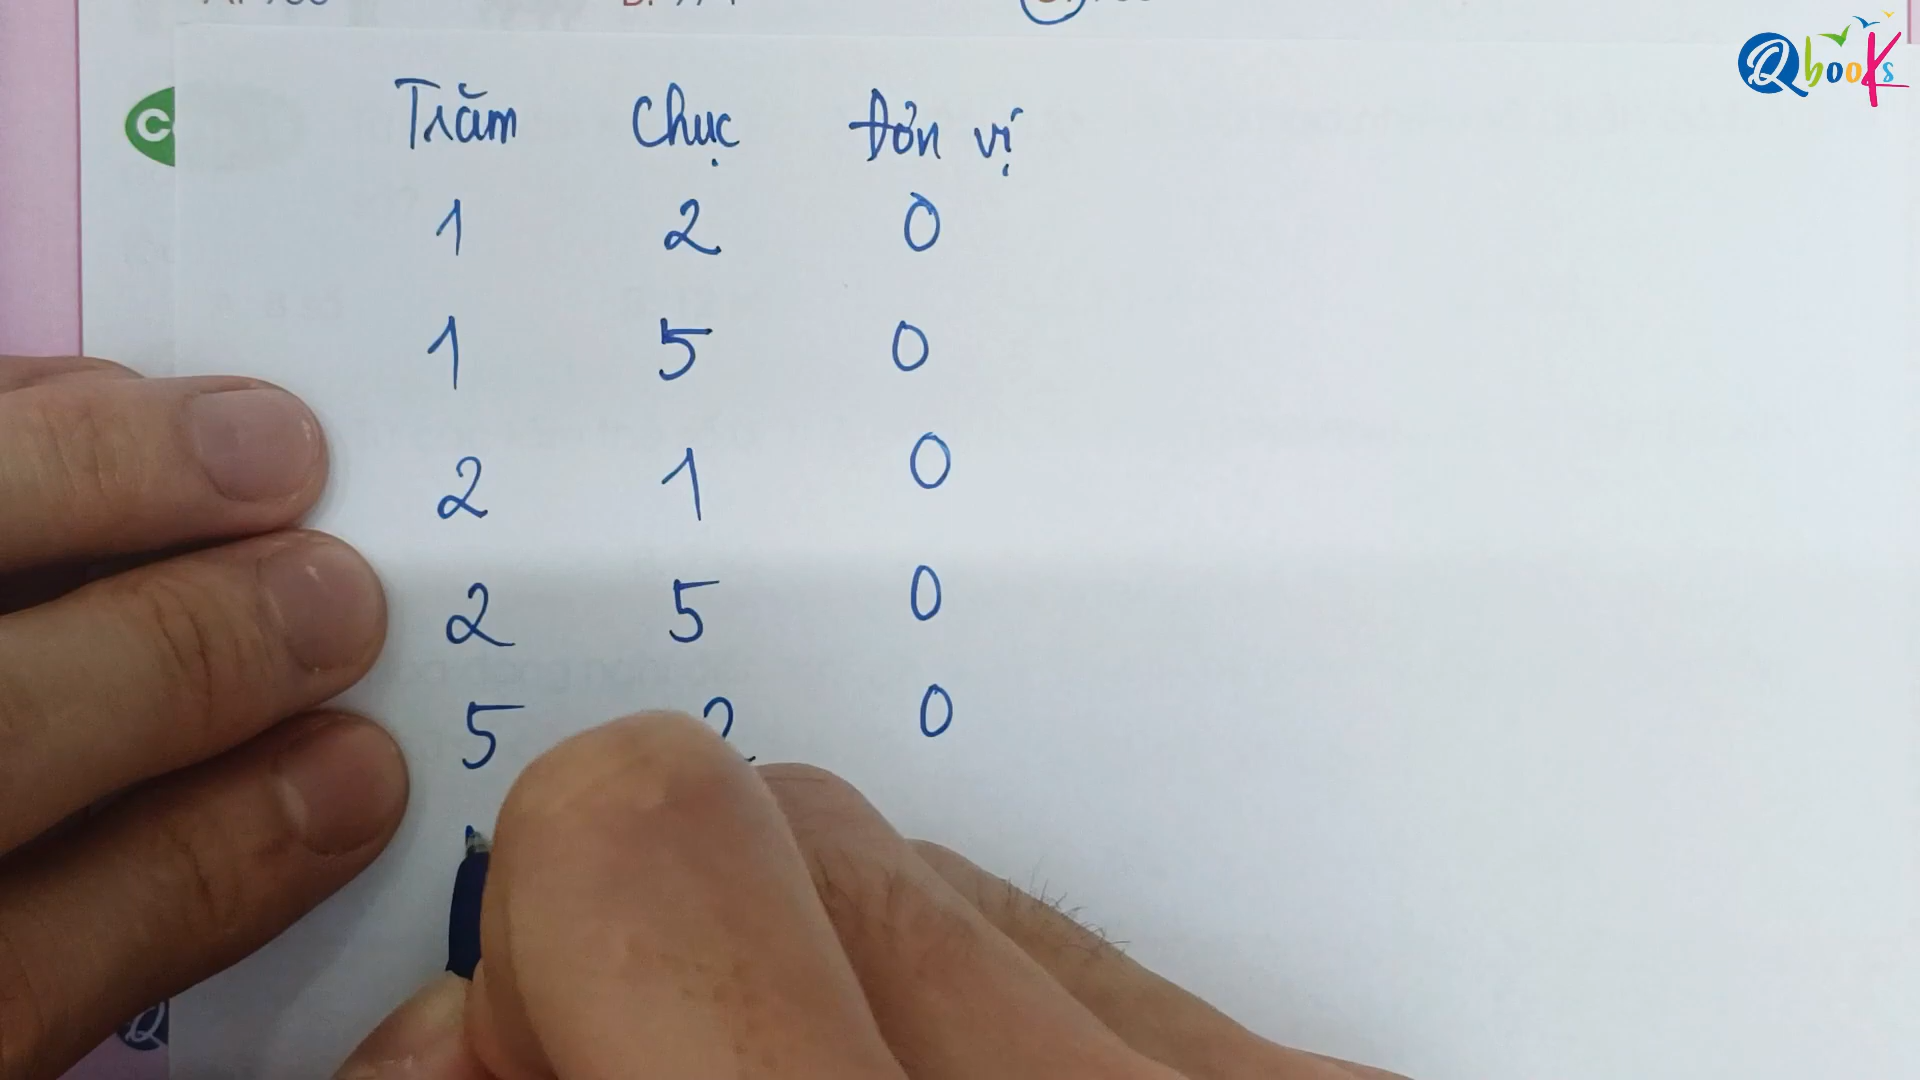 Qbooks
Trăm Chục Đơn vị
1 2 0
1 5 0
2 1 0
2 5 0
5 2 0